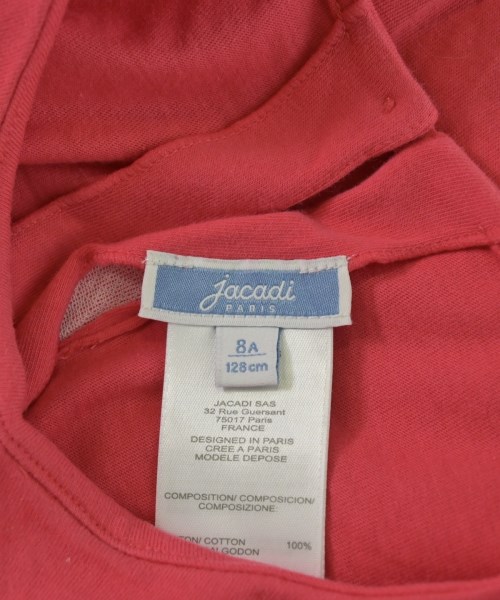 jacadi
PARIS
8A
128cm
JACADI SAS
32 Rue Guersant
75017 Paris
FRANCE
DESIGNED IN PARIS
CREE A PARIS
MODELE DEPOSE
COMPOSITION/ COMPOSICION/
COMPOSIZIONE
COTTON 100%